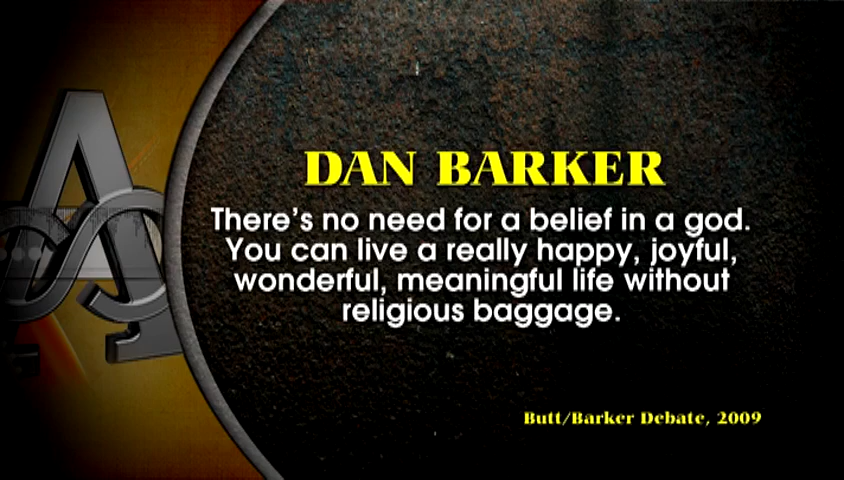 DAN BARKER
There's no need for a belief in a god.
You can live a really happy, joyful,
wonderful, meaningful life without
religious baggage.
Butt/Barker Debate, 2009